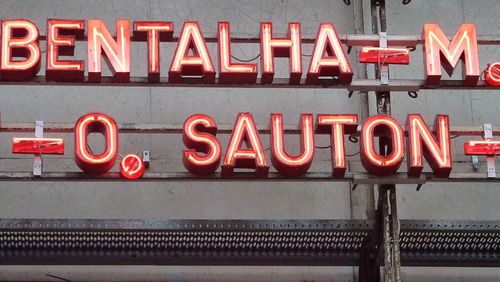 BENTALHA - M.
- O. SAUTON -